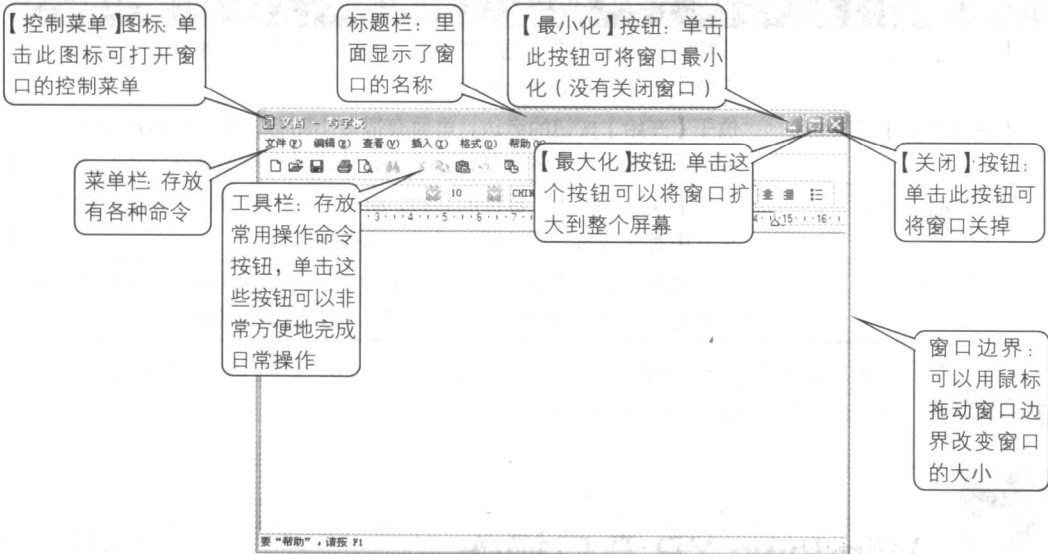 【控制菜单】图标: 单
击此图标可打开窗
口的控制菜单
标题栏: 里
面显示了窗
口的名称
【最小化】按钮: 单击
此按钮可将窗口最小
化(没有关闭窗口)
文档 - 写字板
文件(F) 编辑(E) 查看(V) 插入(I) 格式(O) 帮助
菜单栏: 存放
有各种命令
工具栏: 存放
常用操作命令
按钮，单击这
些按钮可以非
常方便地完成
日常操作
【最大化】按钮: 单击这
个按钮可以将窗口扩
大到整个屏幕
【关闭】按钮:
单击此按钮可
将窗口关掉
10
3 4 5 6 7 15 16
窗口边界:
可以用鼠标
拖动窗口边
界改变窗口
的大小
要“帮助”，请按 F1